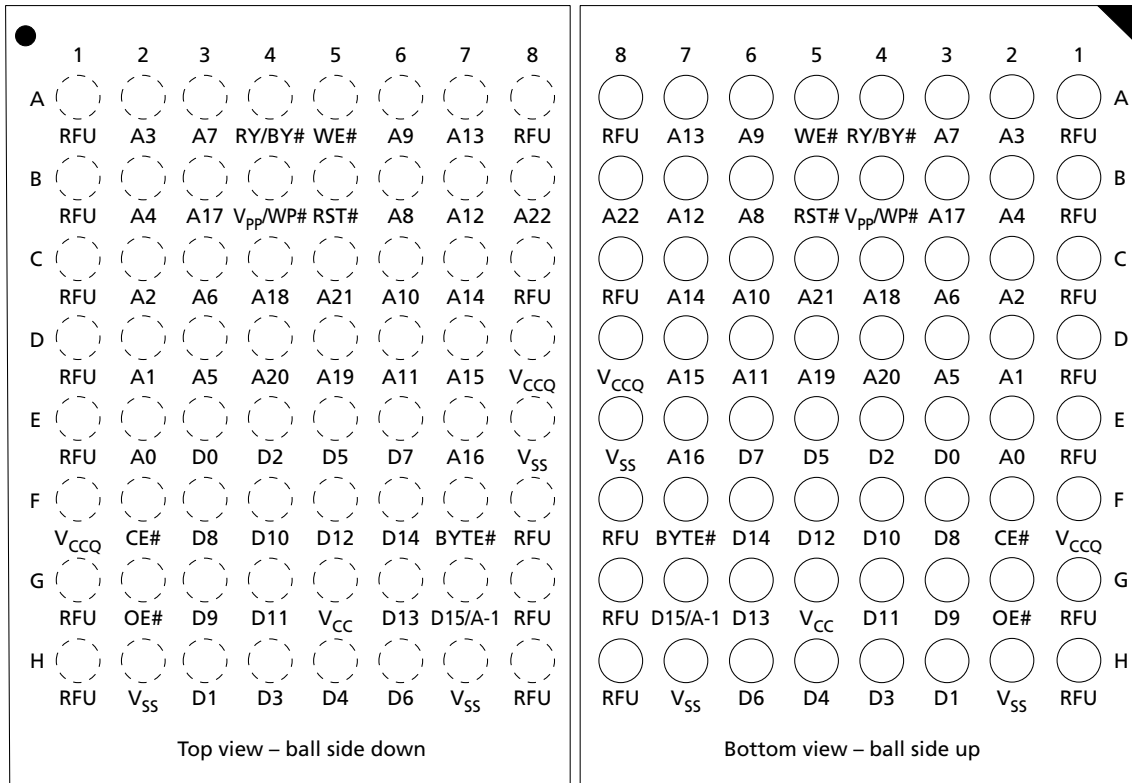 1 2 3 4 5 6 7 8
A
RFU A3 A7 RY/BY# WE# A9 A13 RFU
B
RFU A4 A17 VPP/WP# RST# A8 A12 A22
C
RFU A2 A6 A18 A21 A10 A14 RFU
D
RFU A1 A5 A20 A19 A11 A15 VCCQ
E
RFU A0 D0 D2 D5 D7 A16 VSS
F
VCCQ CE# D8 D10 D12 D14 BYTE# RFU
G
RFU OE# D9 D11 VCC D13 D15/A-1 RFU
H
RFU VSS D1 D3 D4 D6 VSS RFU
Top view – ball side down
8 7 6 5 4 3 2 1
A
RFU A13 A9 WE# RY/BY# A7 A3 RFU
B
A22 A12 A8 RST# VPP/WP# A17 A4 RFU
C
RFU A14 A10 A21 A18 A6 A2 RFU
D
VCCQ A15 A11 A19 A20 A5 A1 RFU
E
VSS A16 D7 D5 D2 D0 A0 RFU
F
RFU BYTE# D14 D12 D10 D8 CE# VCCQ
G
RFU D15/A-1 D13 VCC D11 D9 OE# RFU
H
RFU VSS D6 D4 D3 D1 VSS RFU
Bottom view – ball side up